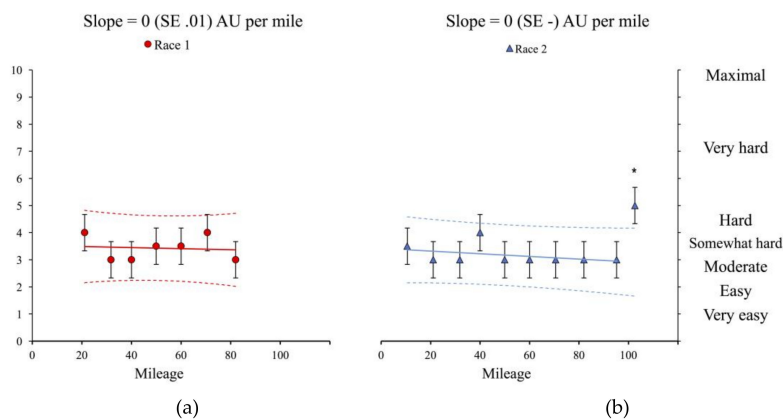 Slope = 0 (SE .01) AU per mile
Race 1
10
9
8
7
6
5
4
3
2
1
0
0
20
40
60
80
100
Mileage
(a)
Slope = 0 (SE -) AU per mile
Race 2
*
0
20
40
60
80
100
Mileage
(b)
Maximal
Very hard
Hard
Somewhat hard
Moderate
Easy
Very easy